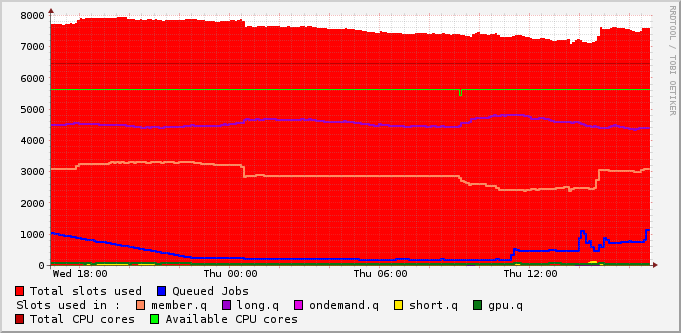 8000
7000
6000
5000
4000
3000
2000
1000
0
Wed 18:00 Thu 00:00 Thu 06:00 Thu 12:00
RRDTOOL / TOBI OETIKER
Total slots used Queued Jobs
Slots used in : member.q long.q ondemand.q short.q gpu.q
Total CPU cores Available CPU cores